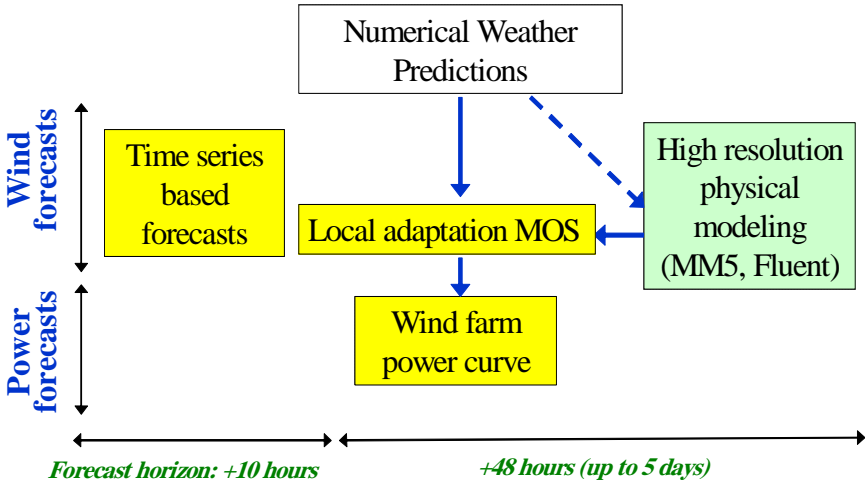 Numerical Weather
Predictions
Wind
forecasts
Time series
based
forecasts
Local adaptation MOS
High resolution
physical
modeling
(MM5, Fluent)
Power
forecasts
Wind farm
power curve
Forecast horizon: +10 hours
+48 hours (up to 5 days)